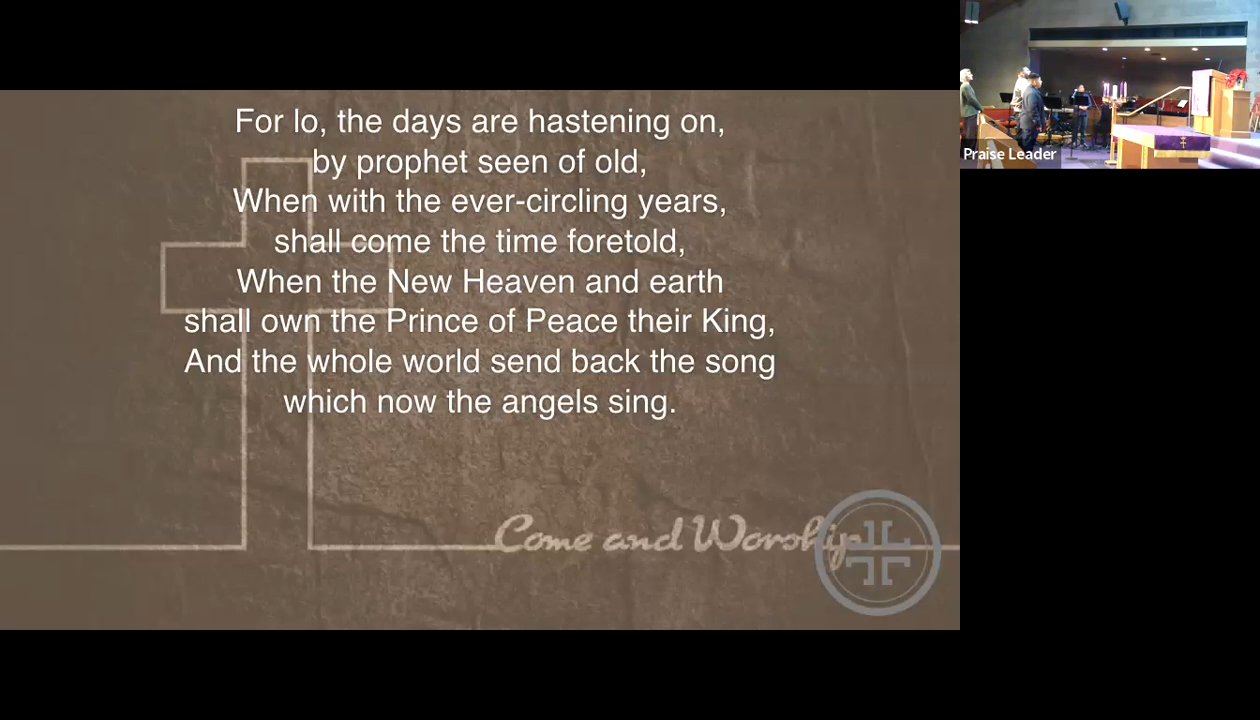 For lo, the days are hastening on,
by prophet seen of old,
When with the ever-circling years,
shall come the time foretold,
When the New Heaven and earth
shall own the Prince of Peace their King,
And the whole world send back the song
which now the angels sing.
Come and Worship
Praise Leader